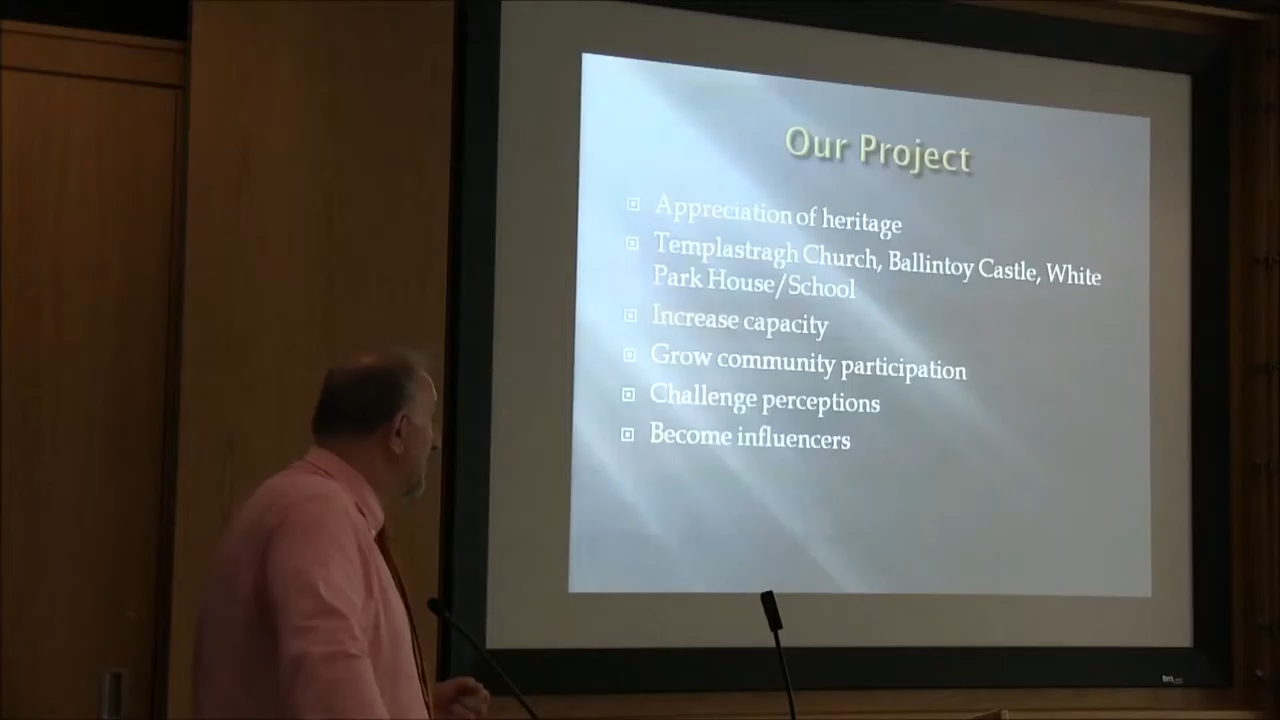 Our Project
Appreciation of heritage
Templastragh Church, Ballintoy Castle, White
Park House/School
Increase capacity
Grow community participation
Challenge perceptions
Become influencers